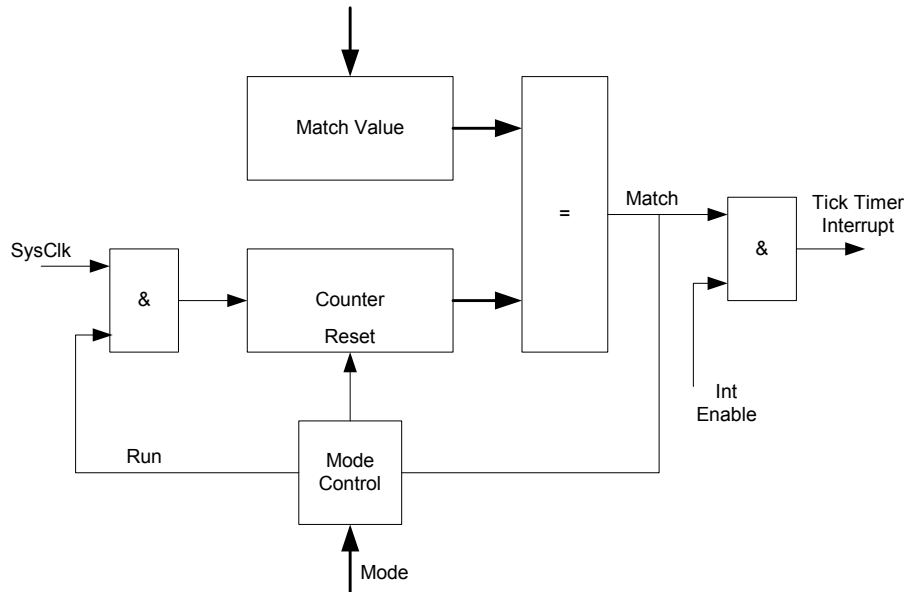 Match Value
=
Match
Tick Timer
Interrupt
&
SysClk
&
Counter
Reset
Int
Enable
Run
Mode
Control
Mode